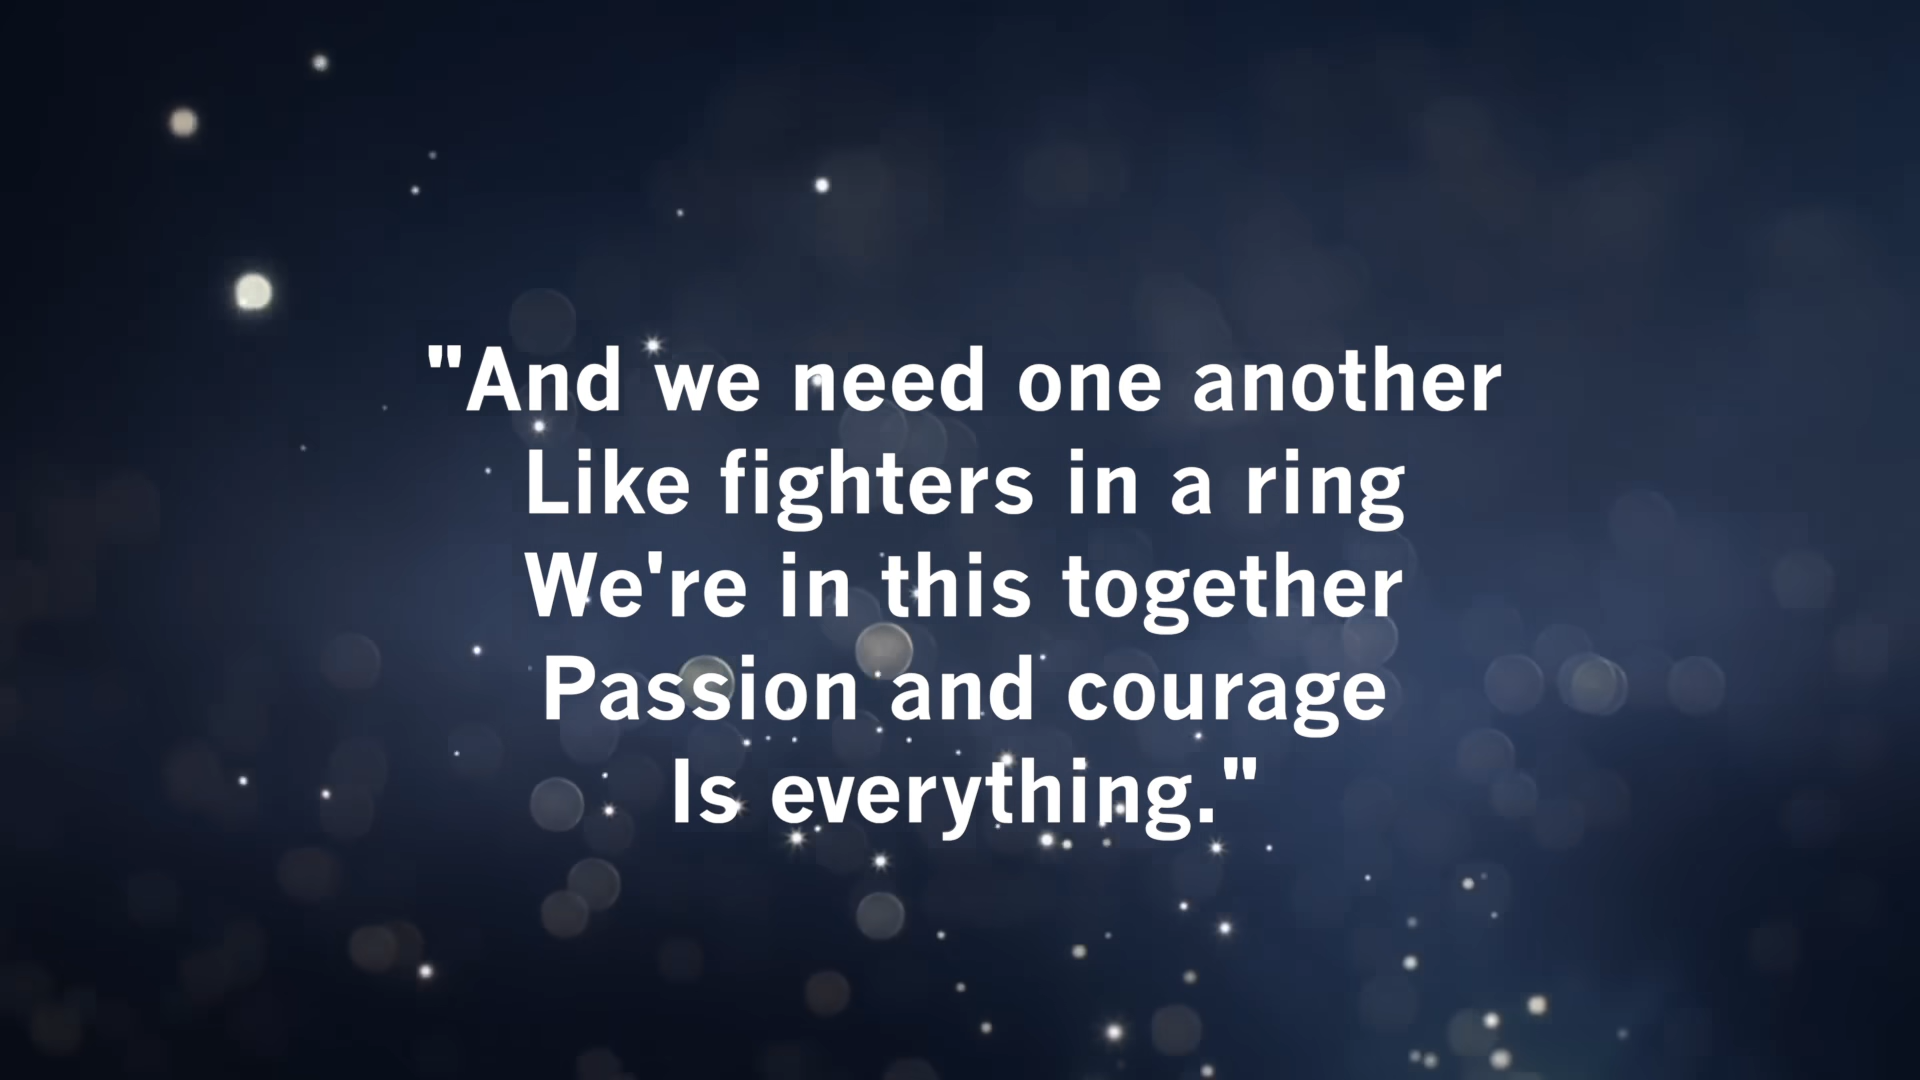 "And we need one another
Like fighters in a ring
We're in this together
Passion and courage
Is everything."